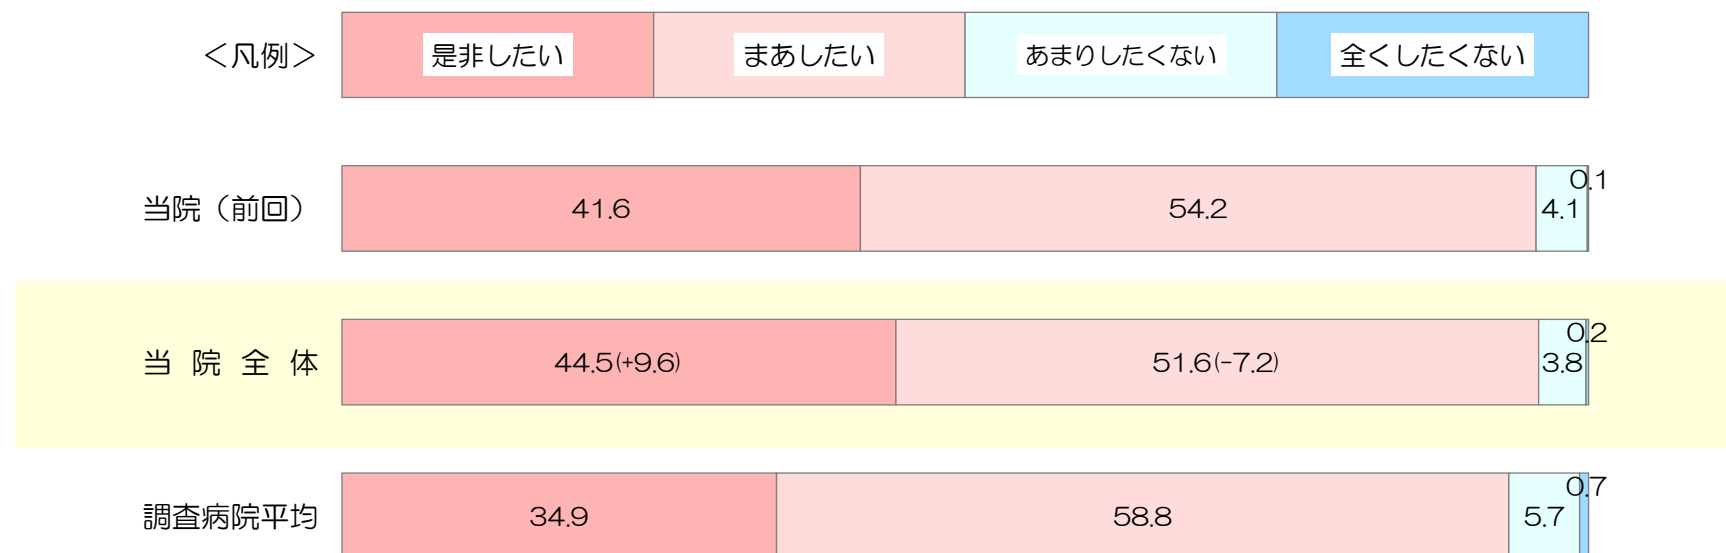 ＜凡例＞ 是非したい まあしたい あまりしたくない 全くしたくない
当院（前回） 41.6 54.2 4.1 0.1
当院全体 44.5(+9.6) 51.6(-7.2) 3.8 0.2
調査病院平均 34.9 58.8 5.7 0.7